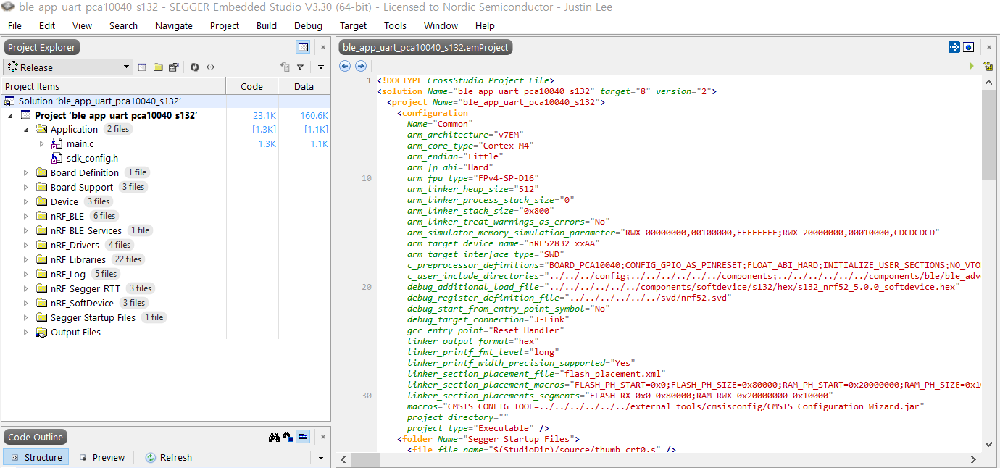 ble_app_uart_pca10040_s132 - SEGGER Embedded Studio V3.30 (64-bit) - Licensed to Nordic Semiconductor - Justin Lee
File Edit View Search Navigate Project Build Debug Target Tools Window Help
Project Explorer
Release
Project Items Code Data
Solution 'ble_app_uart_pca10040_s132'
Project 'ble_app_uart_pca10040_s132' 23.1K 160.6K
Application 2 files [1.3K] [1.1K]
main.c 1.3K 1.1K
sdk_config.h
Board Definition 1 file
Board Support 3 files
Device 3 files
nRF_BLE 6 files
nRF_BLE_Services 1 file
nRF_Drivers 4 files
nRF_Libraries 22 files
nRF_Log 5 files
nRF_Segger_RTT 3 files
nRF_SoftDevice 3 files
Segger Startup Files 1 file
Output Files
Code Outline
Structure Preview Refresh
ble_app_uart_pca10040_s132.emProject
1 <!DOCTYPE CrossStudio_Project_File>
<solution Name="ble_app_uart_pca10040_s132" target="8" version="2">
<project Name="ble_app_uart_pca10040_s132">
<configuration
Name="Common"
arm_architecture="v7EM"
arm_core_type="Cortex-M4"
arm_endian="Little"
arm_fp_abi="Hard"
10 arm_fpu_type="FPv4-SP-D16"
arm_linker_heap_size="512"
arm_linker_process_stack_size="0"
arm_linker_stack_size="0x800"
arm_linker_treat_warnings_as_errors="No"
arm_simulator_memory_simulation_parameter="RWX 00000000,00100000,FFFFFFFF;RWX 20000000,00010000,CDCDCDCD"
arm_target_device_name="nRF52832_xxAA"
arm_target_interface_type="SWD"
c_preprocessor_definitions="BOARD_PCA10040;CONFIG_GPIO_AS_PINRESET;FLOAT_ABI_HARD;INITIALIZE_USER_SECTIONS;NO_VTO
c_user_include_directories="../../../config;../../../../../../components;../../../../../../components/ble/ble_adv
20 debug_additional_load_file="../../../../../../components/softdevice/s132/hex/s132_nrf52_5.0.0_softdevice.hex"
debug_register_definition_file="../../../../../../svd/nrf52.svd"
debug_start_from_entry_point_symbol="No"
debug_target_connection="J-Link"
gcc_entry_point="Reset_Handler"
linker_output_format="hex"
linker_printf_fmt_level="long"
linker_printf_width_precision_supported="Yes"
linker_section_placement_file="flash_placement.xml"
linker_section_placement_macros="FLASH_PH_START=0x0;FLASH_PH_SIZE=0x80000;RAM_PH_START=0x20000000;RAM_PH_SIZE=0x1
30 linker_section_placements_segments="FLASH RX 0x0 0x80000;RAM RWX 0x20000000 0x10000"
macros="CMSIS_CONFIG_TOOL=../../../../../../external_tools/cmsisconfig/CMSIS_Configuration_Wizard.jar"
project_directory=""
project_type="Executable" />
<folder Name="Segger Startup Files">
<file file_name="$(StudioDir)/source/thumb_crt0.s" />